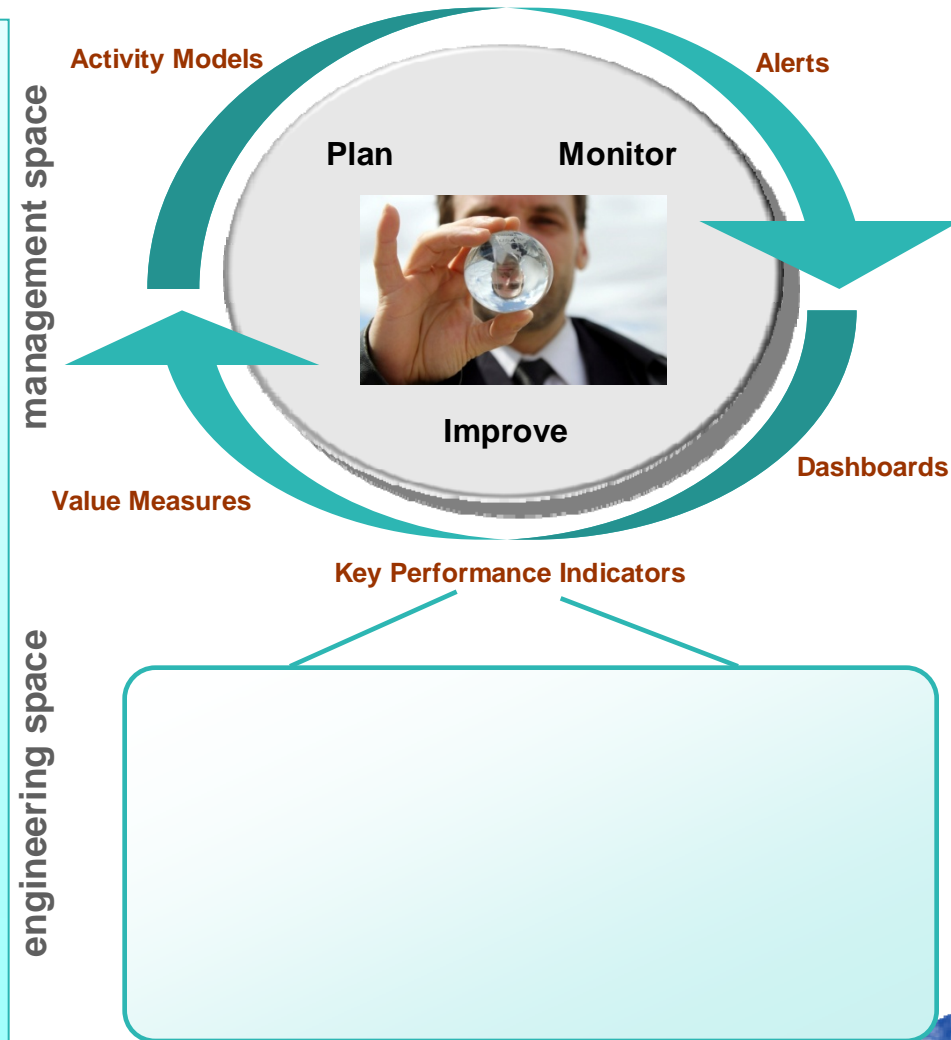 Activity Models
Alerts
management space
Plan
Monitor
Improve
Value Measures
Dashboards
Key Performance Indicators
engineering space